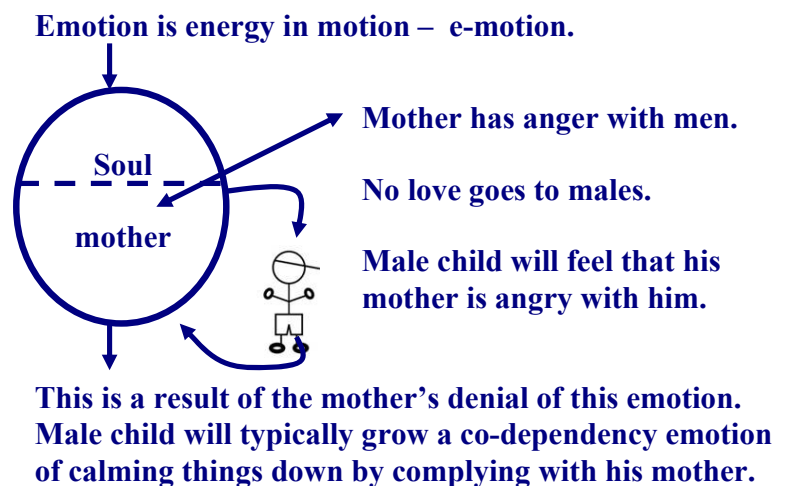 Emotion is energy in motion – e-motion.
Soul
mother
Mother has anger with men.
No love goes to males.
Male child will feel that his
mother is angry with him.
This is a result of the mother’s denial of this emotion.
Male child will typically grow a co-dependency emotion
of calming things down by complying with his mother.